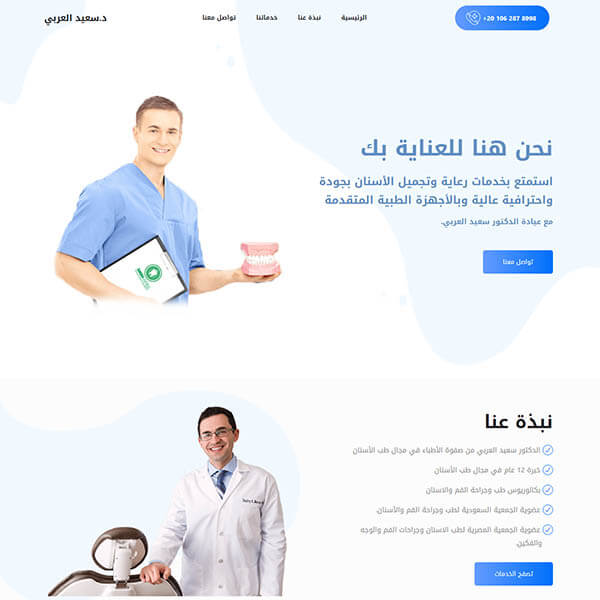 +20 106 287 8998
الرئيسية
نبذة عنا
خدماتنا
تواصل معنا
د.سعيد العربي
نحن هنا للعناية بك
استمتع بخدمات رعاية وتجميل الأسنان بجودة
واحترافية عالية وبالأجهزة الطبية المتقدمة
مع عيادة الدكتور سعيد العربي.
تواصل معنا
نبذة عنا
الدكتور سعيد العربي من صفوة الأطباء في مجال طب الأسنان
خبرة 12 عام في مجال طب الأسنان
بكالوريوس طب وجراحة الفم والاسنان
عضوية الجمعية السعودية لطب وجراحة الفم والأسنان.
عضوية الجمعية المصرية لطب الاسنان وجراحات الفم والوجه
والفكين.
تصفح الخدمات